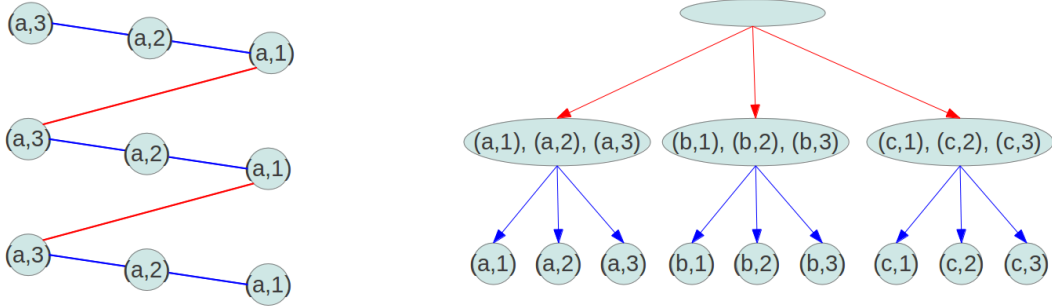 (a,3)
(a,2)
(a,1)
(a,3)
(a,2)
(a,1)
(a,3)
(a,2)
(a,1)
(a,1), (a,2), (a,3)
(b,1), (b,2), (b,3)
(c,1), (c,2), (c,3)
(a,1)
(a,2)
(a,3)
(b,1)
(b,2)
(b,3)
(c,1)
(c,2)
(c,3)